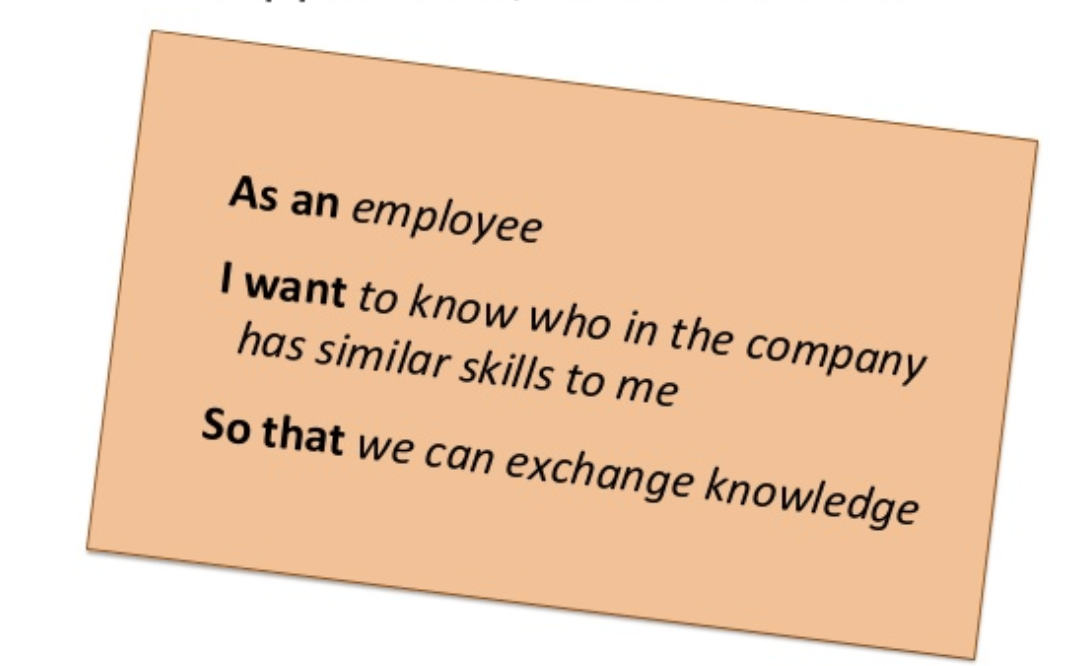 As an employee
I want to know who in the company
has similar skills to me
So that we can exchange knowledge